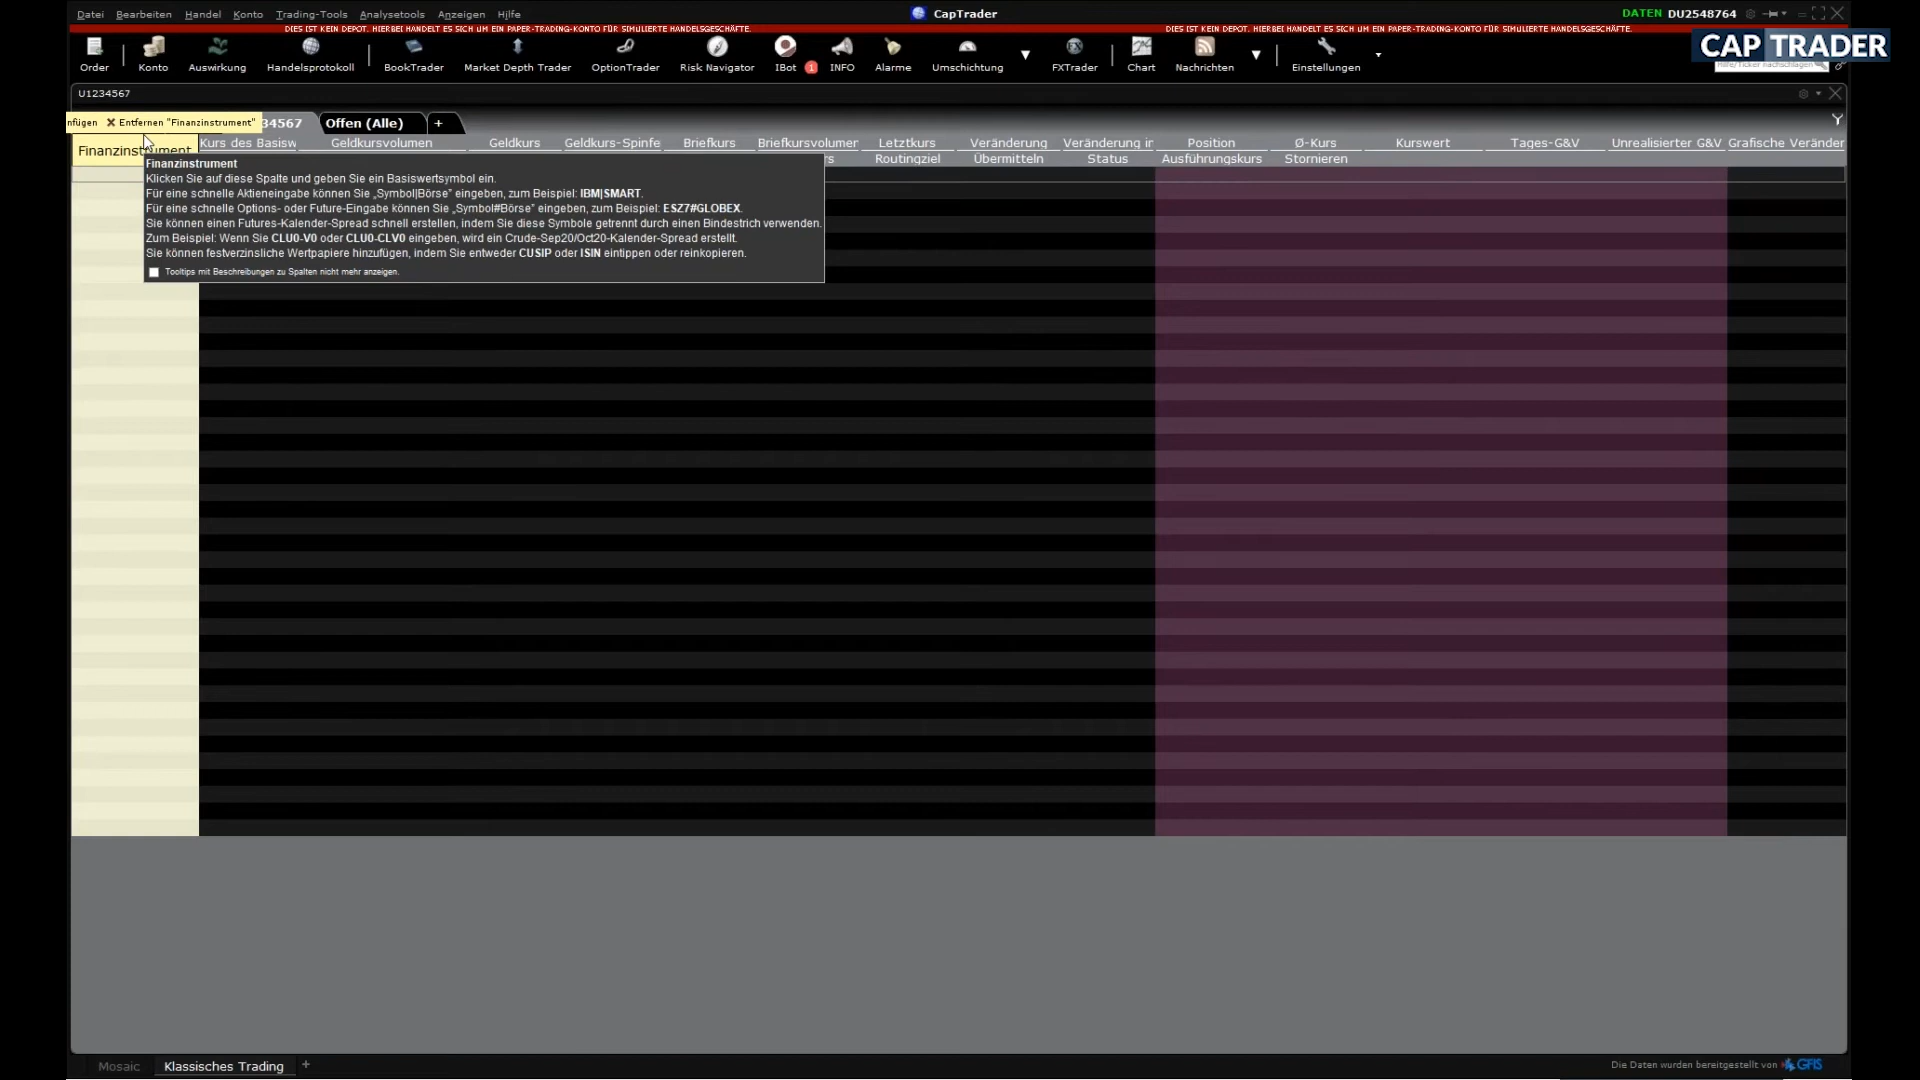 Datei Bearbeiten Handel Konto Trading-Tools Analysetools Anzeigen Hilfe CapTrader DATEN DU2548764
DIES IST KEIN DEPOT. HIERBEI HANDELT ES SICH UM EIN PAPER-TRADING-KONTO FÜR SIMULIERTE HANDELSGESCHÄFTE. DIES IST KEIN DEPOT. HIERBEI HANDELT ES SICH UM EIN PAPER-TRADING-KONTO FÜR SIMULIERTE HANDELSGESCHÄFTE.
CAP TRADER
Order Konto Auswirkung Handelsprotokoll BookTrader Market Depth Trader OptionTrader Risk Navigator IBot 1 INFO Alarme Umschichtung FXTrader Chart Nachrichten Einstellungen
Hilfe/Ticker nachschlagen
U1234567
nfügen Entfernen "Finanzinstrument" 34567 Offen (Alle) +
Finanzinstrument Kurs des Basisw Geldkursvolumen Geldkurs Geldkurs-Spinfe Briefkurs Briefkursvolumer Letztkurs Veränderung Veränderung ir Position Ø-Kurs Kurswert Tages-G&V Unrealisierter G&V Grafische Veränder
rs Routingziel Übermitteln Status Ausführungskurs Stornieren
Finanzinstrument
Klicken Sie auf diese Spalte und geben Sie ein Basiswertsymbol ein.
Für eine schnelle Aktieneingabe können Sie „Symbol|Börse" eingeben, zum Beispiel: IBM|SMART.
Für eine schnelle Options- oder Future-Eingabe können Sie „Symbol#Börse" eingeben, zum Beispiel: ESZ7#GLOBEX.
Sie können einen Futures-Kalender-Spread schnell erstellen, indem Sie diese Symbole getrennt durch einen Bindestrich verwenden.
Zum Beispiel: Wenn Sie CLU0-V0 oder CLU0-CLV0 eingeben, wird ein Crude-Sep20/Oct20-Kalender-Spread erstellt.
Sie können festverzinsliche Wertpapiere hinzufügen, indem Sie entweder CUSIP oder ISIN eintippen oder reinkopieren.
Tooltips mit Beschreibungen zu Spalten nicht mehr anzeigen.
Mosaic Klassisches Trading + Die Daten wurden bereitgestellt von GFIS